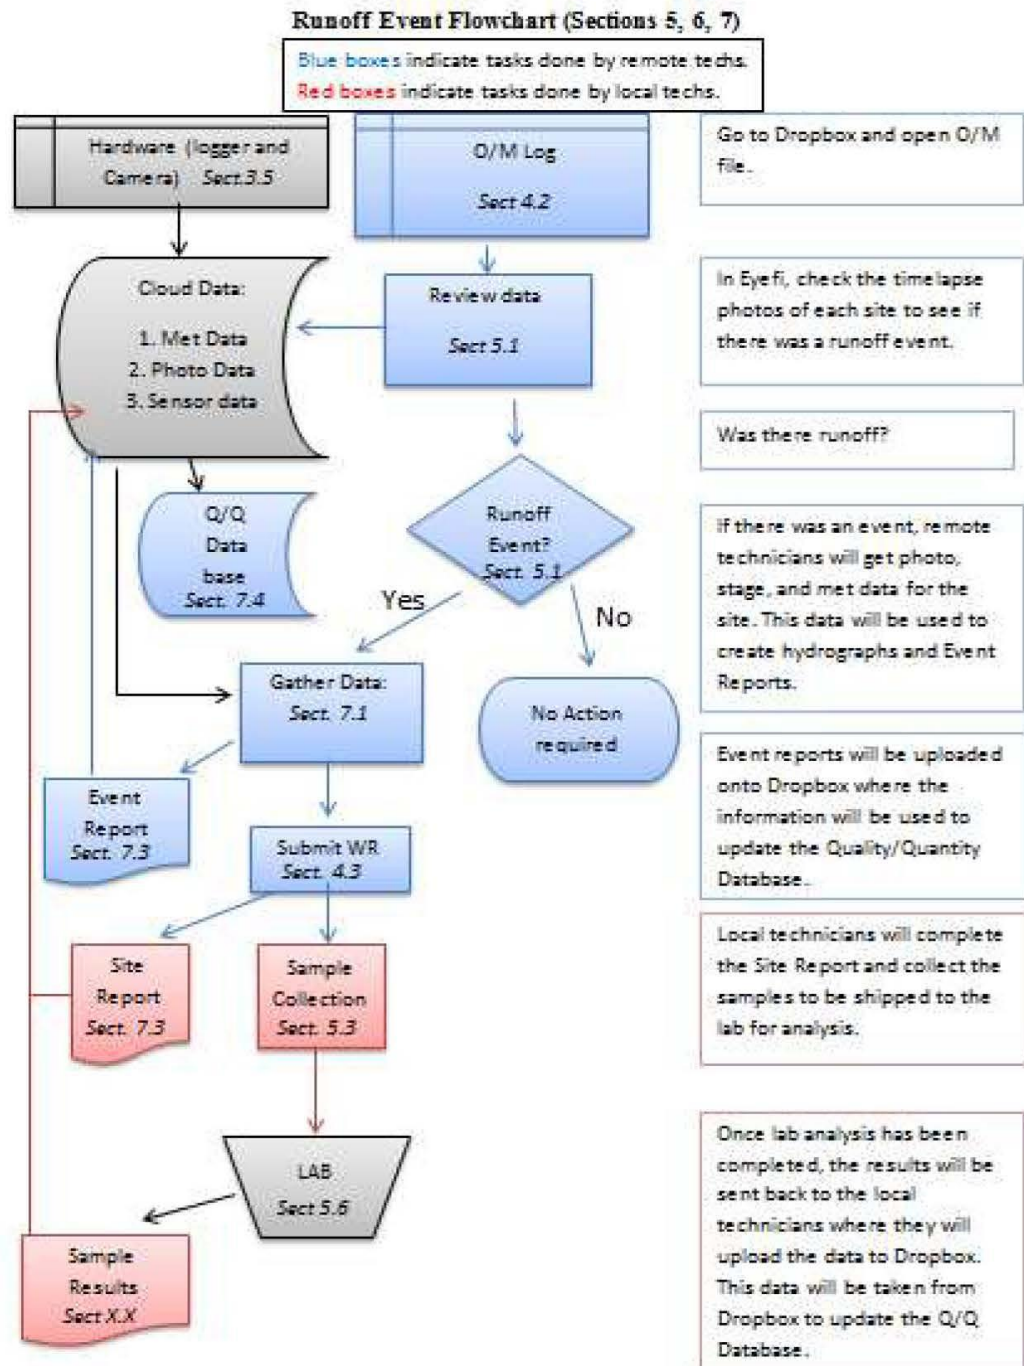 Runoff Event Flowchart (Sections 5, 6, 7)
Blue boxes indicate tasks done by remote techs.
Red boxes indicate tasks done by local techs.
Hardware (logger and
Camera) Sect.3.5
O/M Log
Sect 4.2
Go to Dropbox and open O/M
file.
Cloud Data:
1. Met Data
2. Photo Data
3. Sensor data
Review data
Sect 5.1
In Eyefi, check the timelapse
photos of each site to see if
there was a runoff event.
Was there runoff?
Q/Q
Data
base
Sect. 7.4
Runoff
Event?
Sect. 5.1
Yes
No
If there was an event, remote
technicians will get photo,
stage, and met data for the
site. This data will be used to
create hydrographs and Event
Reports.
Gather Data:
Sect. 7.1
No Action
required
Event reports will be uploaded
onto Dropbox where the
information will be used to
update the Quality/Quantity
Database.
Event
Report
Sect. 7.3
Submit WR
Sect. 4.3
Site
Report
Sect. 7.3
Sample
Collection
Sect. 5.3
Local technicians will complete
the Site Report and collect the
samples to be shipped to the
lab for analysis.
LAB
Sect 5.6
Sample
Results
Sect X.X
Once lab analysis has been
completed, the results will be
sent back to the local
technicians where they will
upload the data to Dropbox.
This data will be taken from
Dropbox to update the Q/Q
Database.